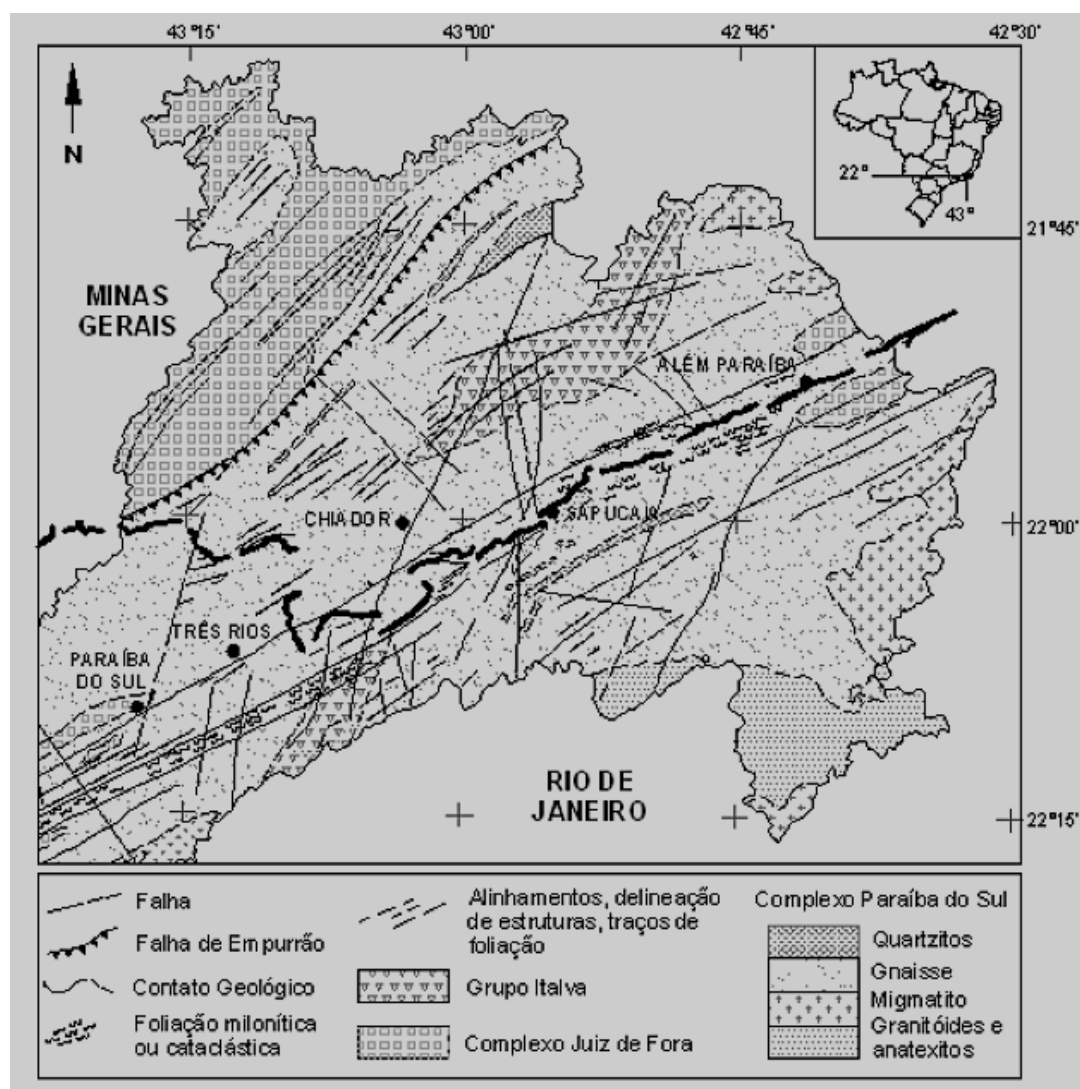 43°15'
43°00'
42°45'
42°30'
N
22°
43°
21°45'
MINAS
GERAIS
ALÉM PARAÍBA
CHIADOR
SAPUCAIA
22°00'
TRÊS RIOS
PARAÍBA
DO SUL
RIO DE
JANEIRO
22°15'
Falha
Falha de Empurrão
Contato Geológico
Foliação milonítica
ou cataclástica
Alinhamentos, delineação
de estruturas, traços de
foliação
Grupo Italva
Complexo Juiz de Fora
Complexo Paraíba do Sul
Quartzitos
Gnaisse
Migmatito
Granitóides e
anatexitos